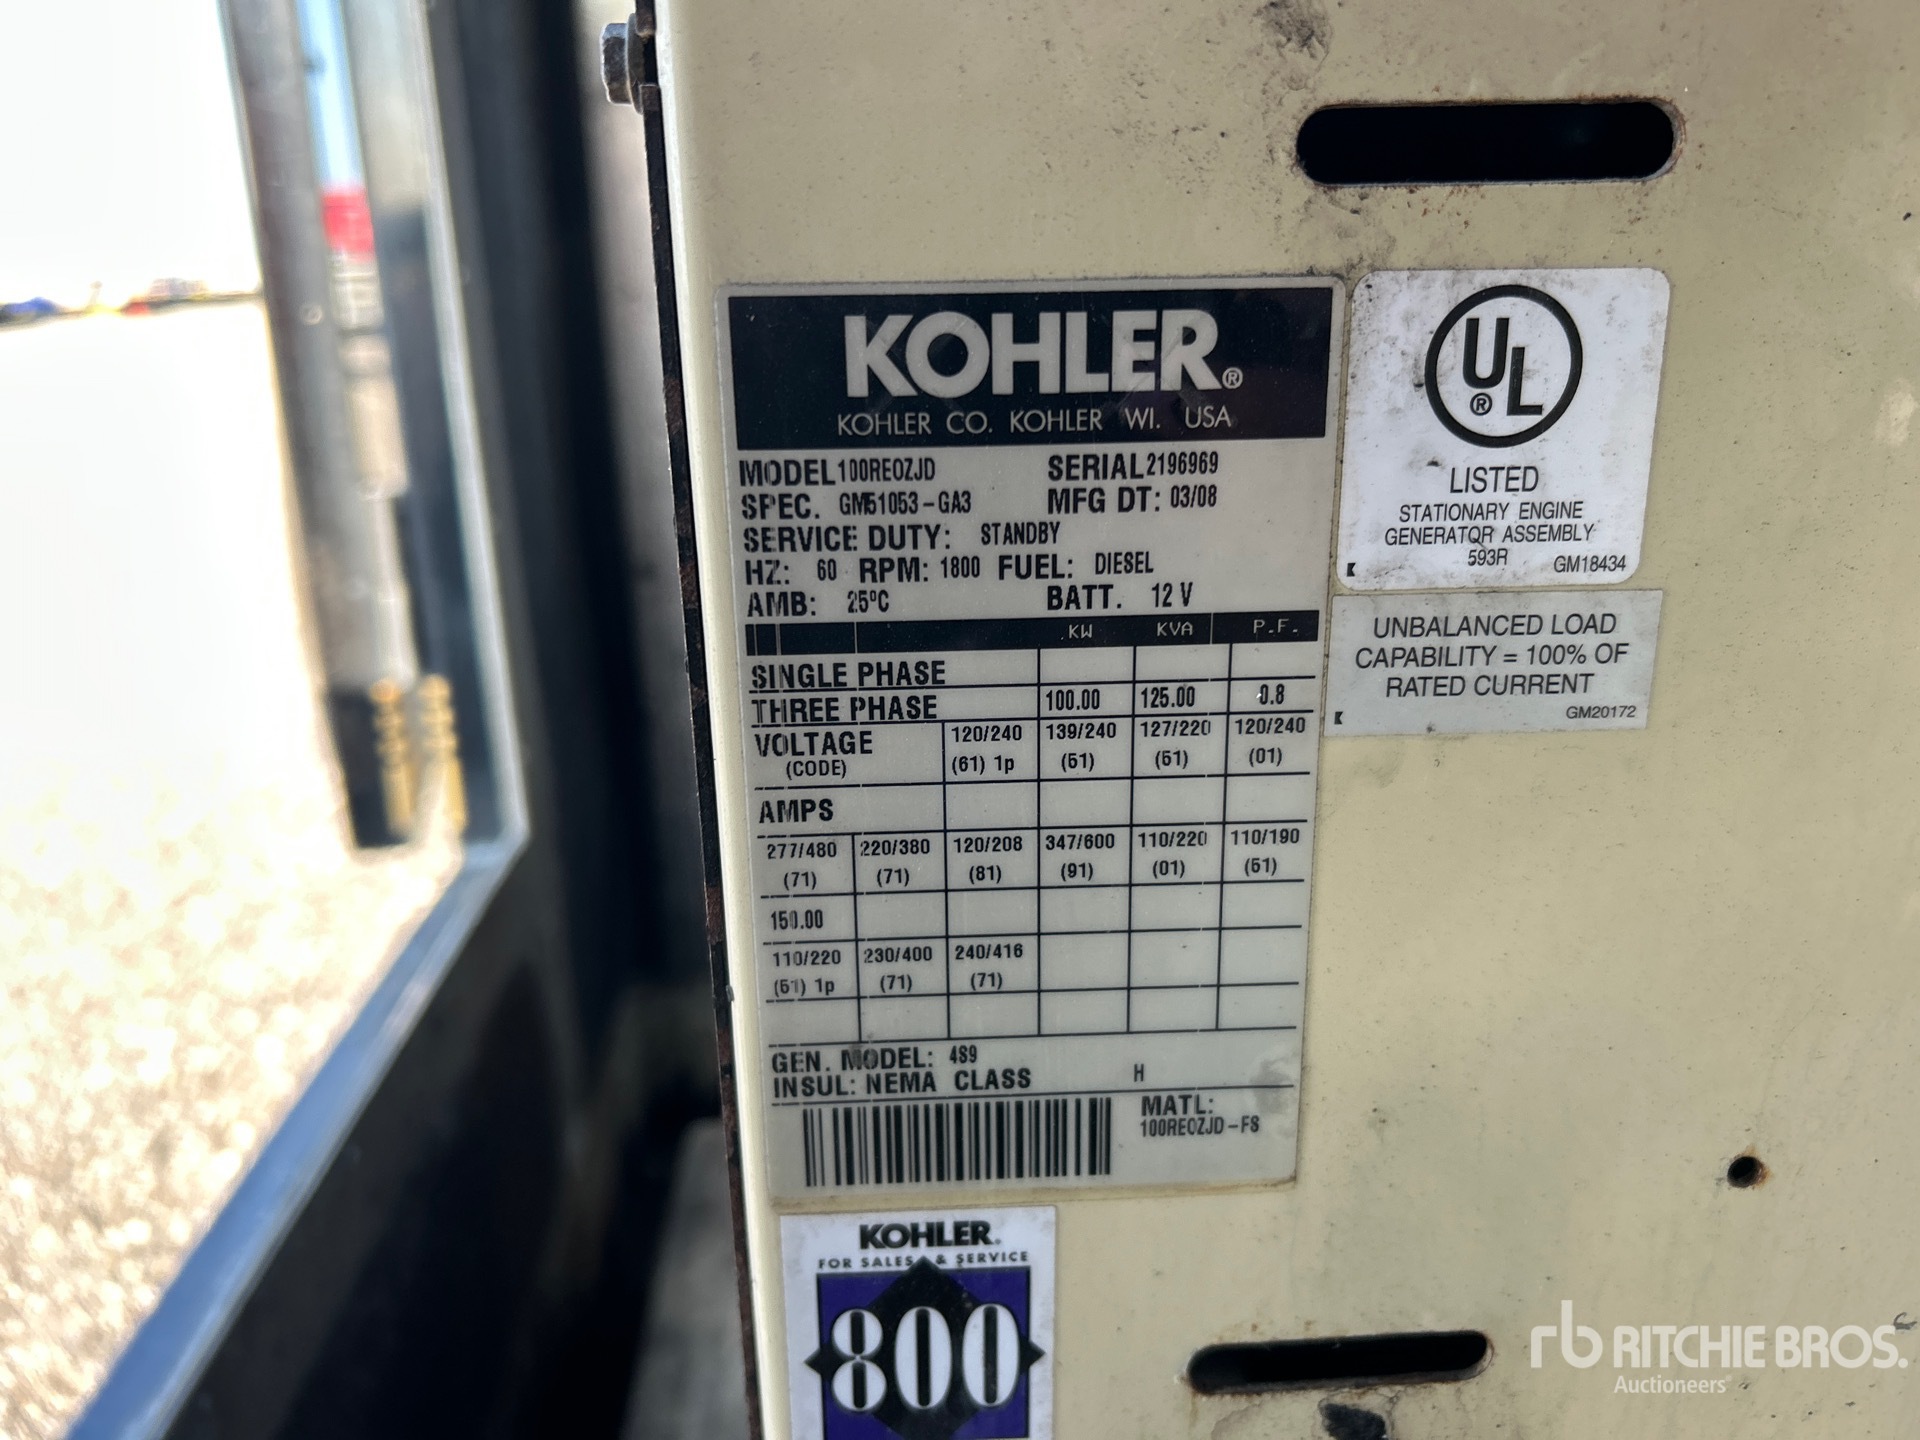 KOHLER®
KOHLER CO. KOHLER WI. USA
MODEL 100REOZJD SERIAL 2196969
SPEC. GM51053-GA3 MFG DT: 03/08
SERVICE DUTY: STANDBY
HZ: 60 RPM: 1800 FUEL: DIESEL
AMB: 25°C BATT. 12 V
KW KVA P.F.
SINGLE PHASE
THREE PHASE 100.00 125.00 0.8
VOLTAGE 120/240 139/240 127/220 120/240
(CODE) (61) 1p (51) (51) (01)
AMPS
277/480 220/380 120/208 347/600 110/220 110/190
(71) (71) (81) (91) (01) (51)
150.00
110/220 230/400 240/416
(51) 1p (71) (71)
GEN. MODEL: 4S9
INSUL: NEMA CLASS H
MATL:
100REOZJD-F8
UL®
LISTED
STATIONARY ENGINE
GENERATOR ASSEMBLY
593R GM18434
UNBALANCED LOAD
CAPABILITY = 100% OF
RATED CURRENT
GM20172
KOHLER®
FOR SALES & SERVICE
800
rb RITCHIE BROS.
Auctioneers